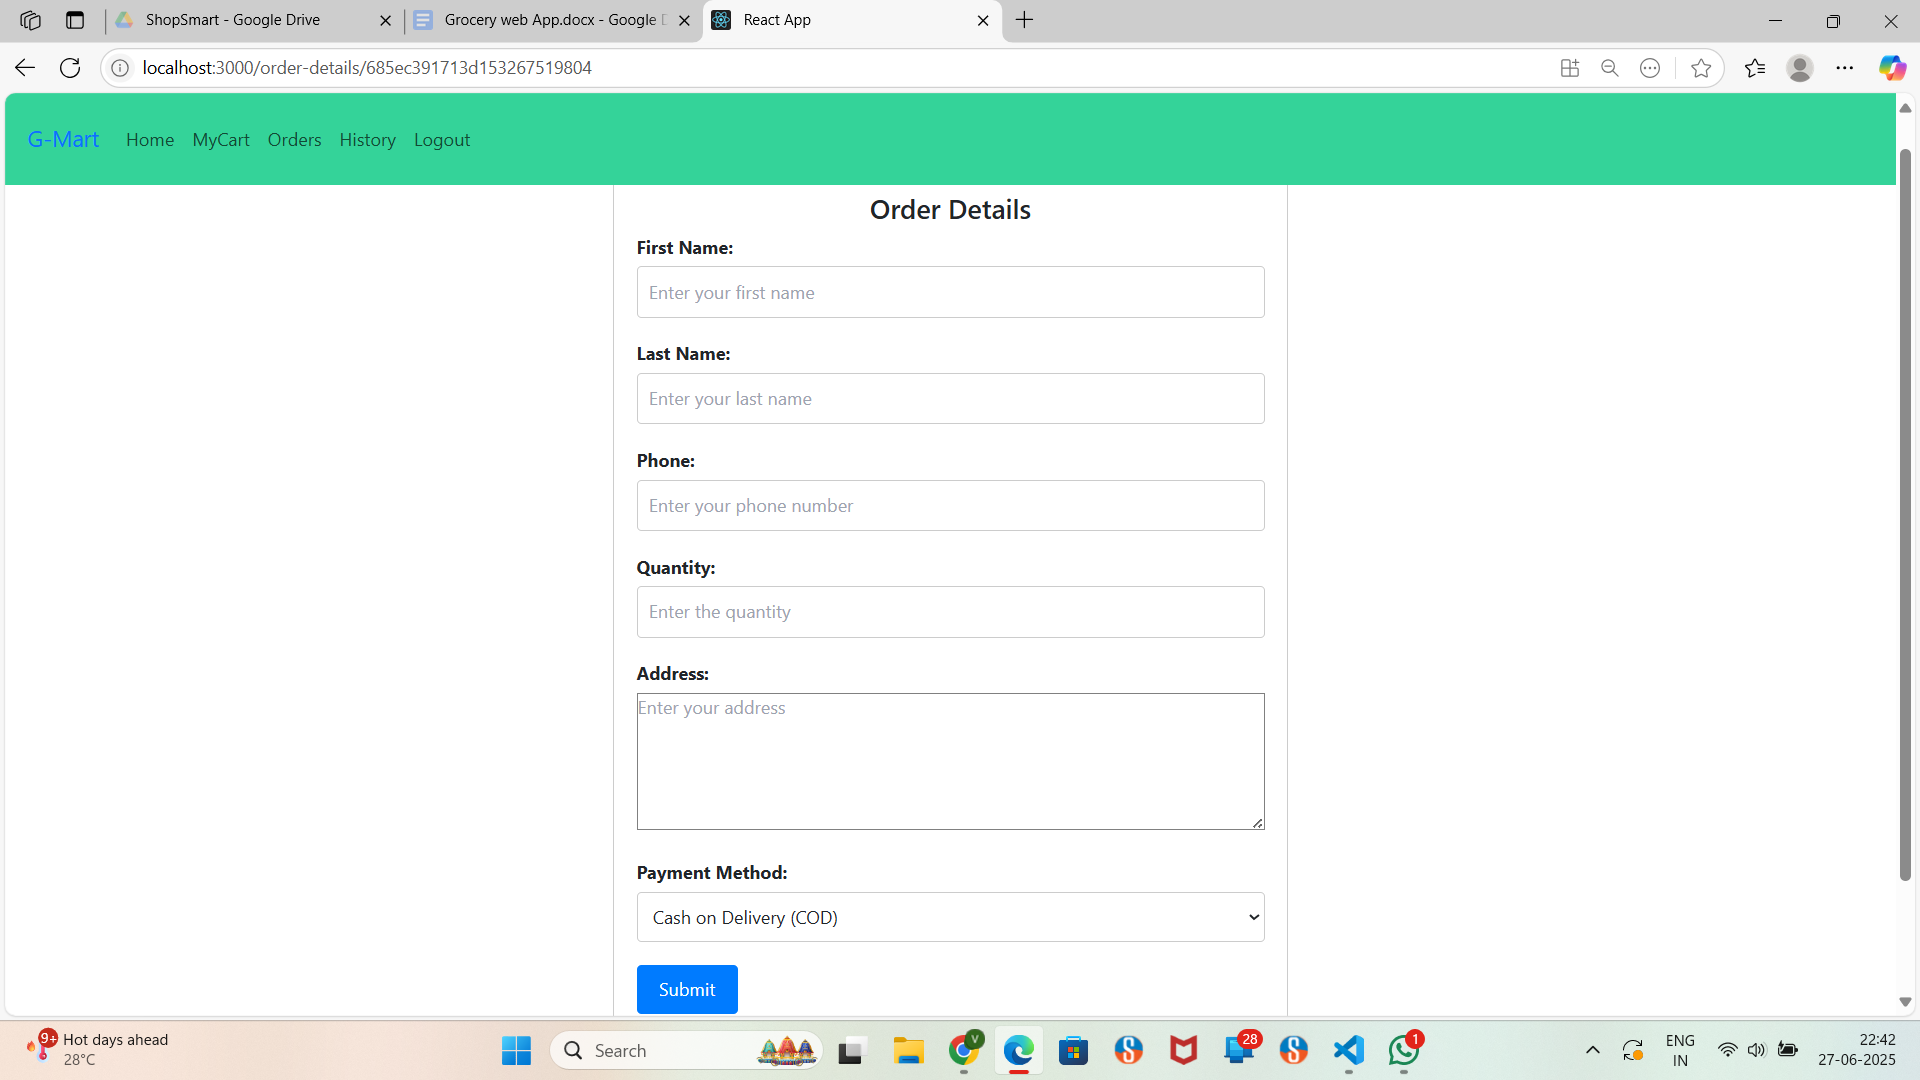 ShopSmart - Google Drive
Grocery web App.docx - Google D
React App
localhost:3000/order-details/685ec391713d153267519804
G-Mart Home MyCart Orders History Logout
Order Details
First Name:
Enter your first name
Last Name:
Enter your last name
Phone:
Enter your phone number
Quantity:
Enter the quantity
Address:
Enter your address
Payment Method:
Cash on Delivery (COD)
Submit
9+
Hot days ahead
28°C
Search
V
28
1
ENG
IN
22:42
27-06-2025